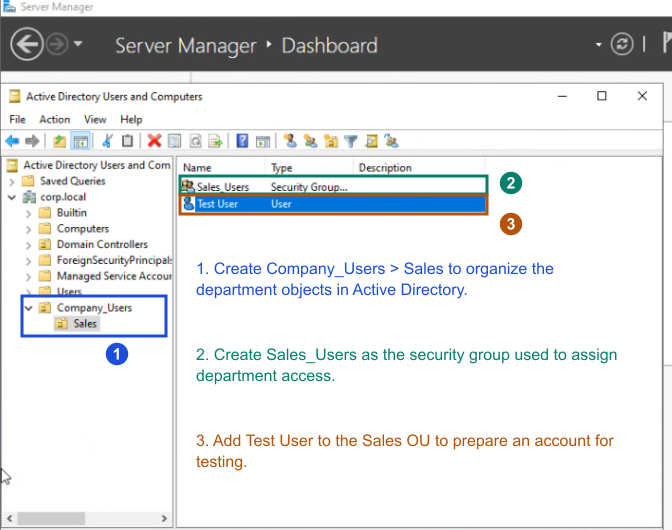 Server Manager
Server Manager ‣ Dashboard
Active Directory Users and Computers
File Action View Help
Active Directory Users and Com
Saved Queries
corp.local
Builtin
Computers
Domain Controllers
ForeignSecurityPrincipals
Managed Service Accoun
Users
Company_Users
Sales
1
Name Type Description
Sales_Users Security Group...
2
Test User User
3
1. Create Company_Users > Sales to organize the
department objects in Active Directory.
2. Create Sales_Users as the security group used to assign
department access.
3. Add Test User to the Sales OU to prepare an account for
testing.